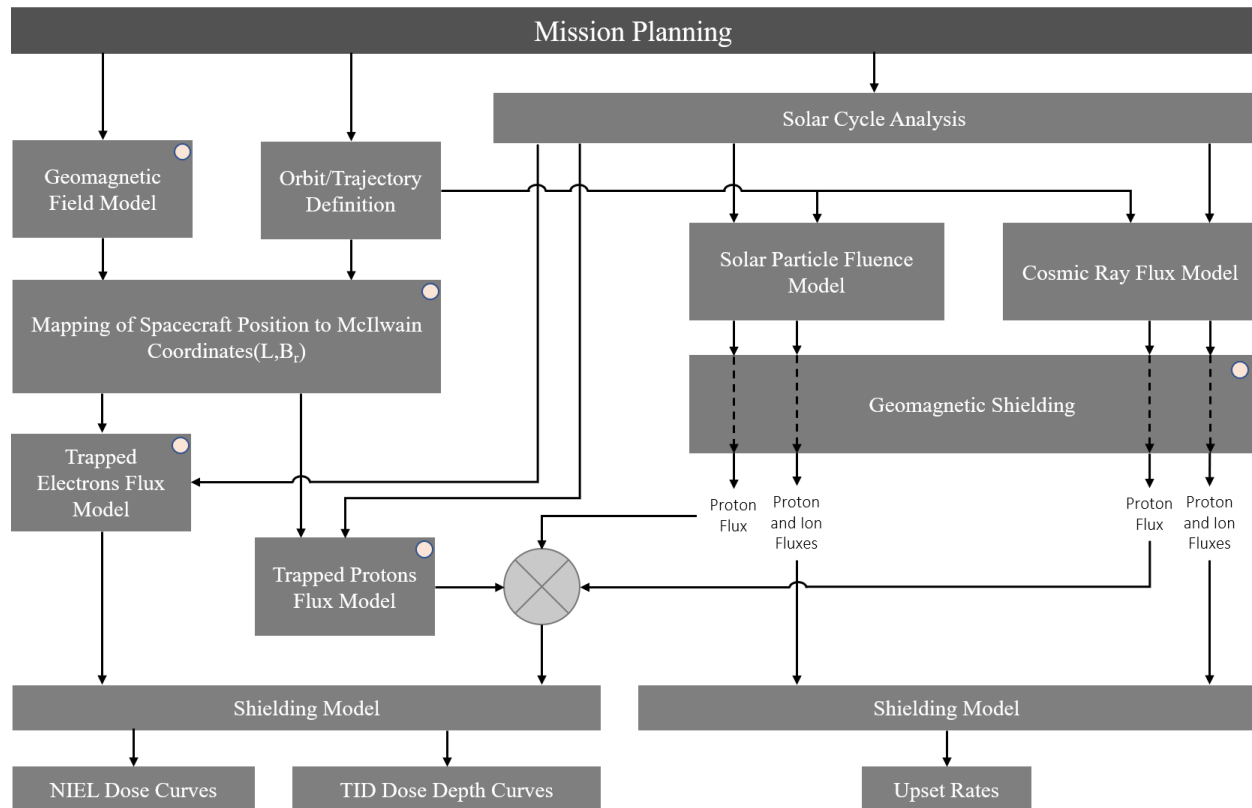 Mission Planning
Solar Cycle Analysis
Geomagnetic
Field Model
Orbit/Trajectory
Definition
Solar Particle Fluence
Model
Cosmic Ray Flux Model
Mapping of Spacecraft Position to McIlwain
Coordinates(L,Br)
Geomagnetic Shielding
Trapped
Electrons Flux
Model
Proton
Flux
Proton
and Ion
Fluxes
Proton
Flux
Proton
and Ion
Fluxes
Trapped Protons
Flux Model
Shielding Model
Shielding Model
NIEL Dose Curves
TID Dose Depth Curves
Upset Rates